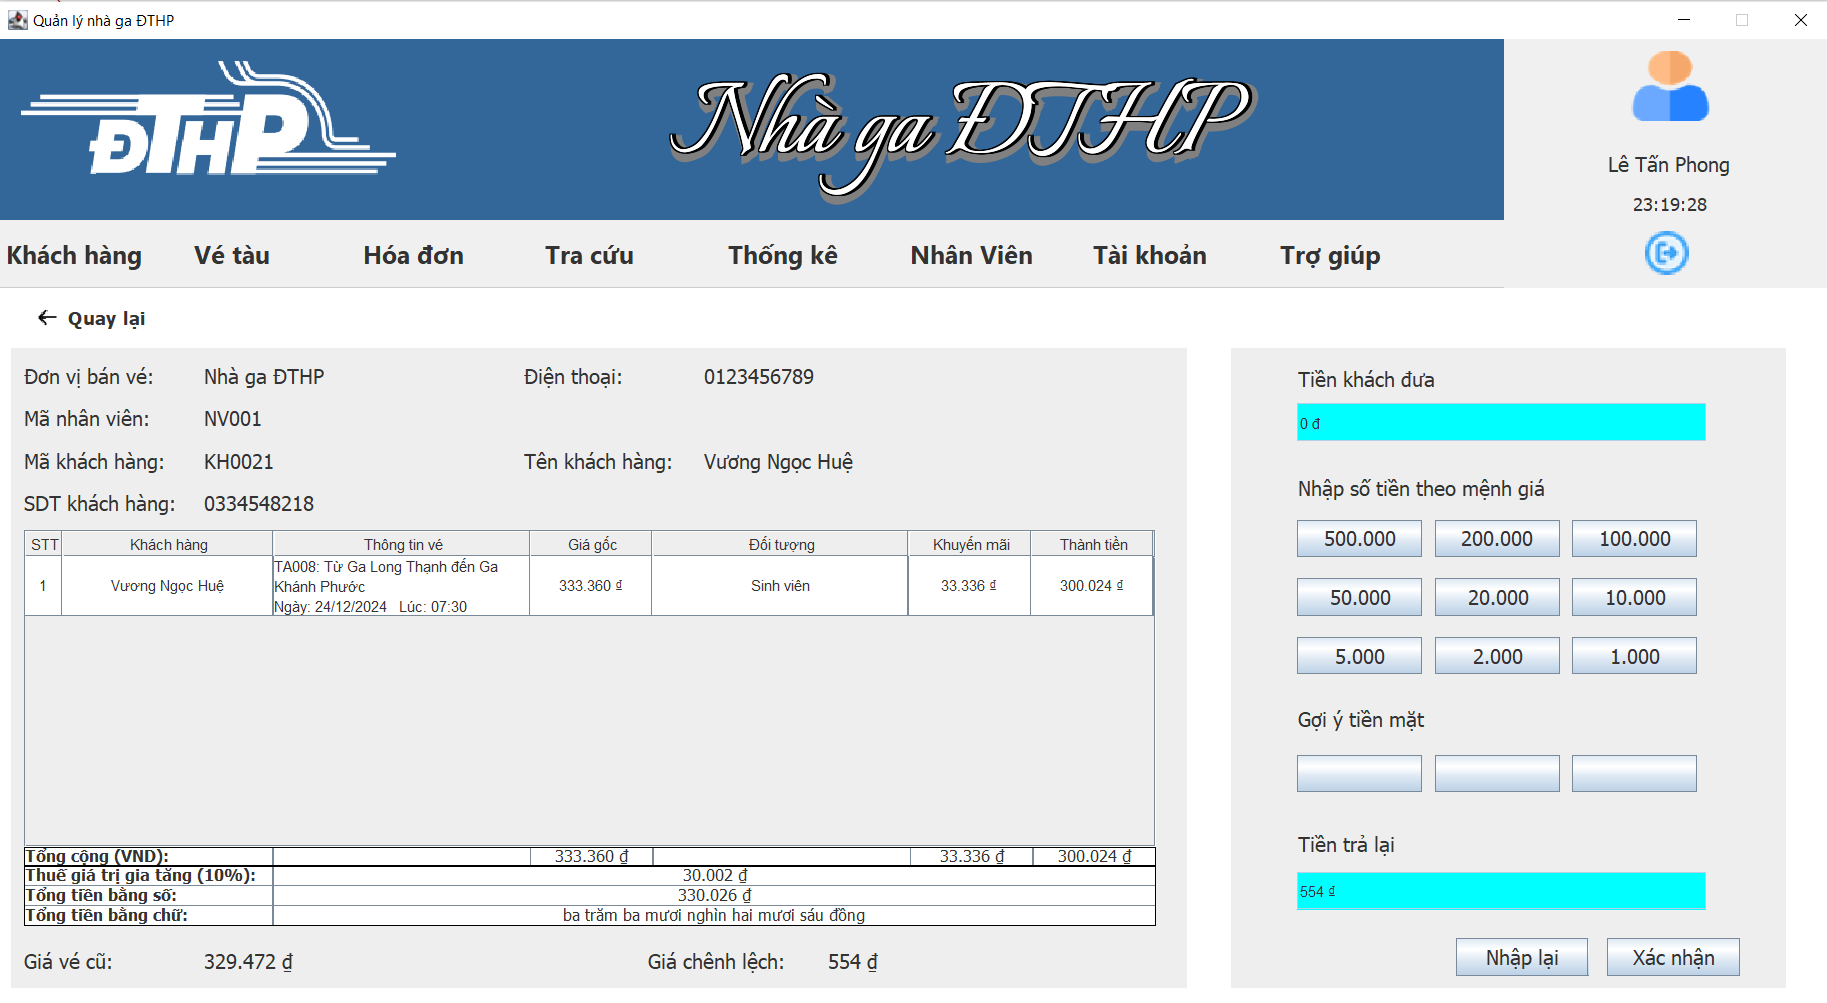 Quản lý nhà ga ĐTHP
ĐTHP
Nhà ga ĐTHP
Lê Tấn Phong
23:19:28
Khách hàng Vé tàu Hóa đơn Tra cứu Thống kê Nhân Viên Tài khoản Trợ giúp
Quay lại
Đơn vị bán vé: Nhà ga ĐTHP Điện thoại: 0123456789
Mã nhân viên: NV001
Mã khách hàng: KH0021 Tên khách hàng: Vương Ngọc Huệ
SDT khách hàng: 0334548218
STT Khách hàng Thông tin vé Giá gốc Đối tượng Khuyến mãi Thành tiền
TA008: Từ Ga Long Thạnh đến Ga
1 Vương Ngọc Huệ Khánh Phước 333.360 ₫ Sinh viên 33.336 ₫ 300.024 ₫
Ngày: 24/12/2024 Lúc: 07:30
Tổng cộng (VND): 333.360 ₫ 33.336 ₫ 300.024 ₫
Thuế giá trị gia tăng (10%): 30.002 ₫
Tổng tiền bằng số: 330.026 ₫
Tổng tiền bằng chữ: ba trăm ba mươi nghìn hai mươi sáu đồng
Giá vé cũ: 329.472 ₫ Giá chênh lệch: 554 ₫
Tiền khách đưa
0 đ
Nhập số tiền theo mệnh giá
500.000 200.000 100.000
50.000 20.000 10.000
5.000 2.000 1.000
Gợi ý tiền mặt
Tiền trả lại
554 ₫
Nhập lại Xác nhận